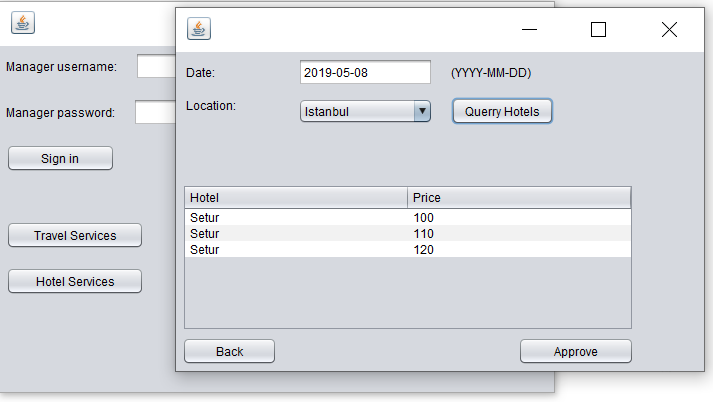 Manager username:
Manager password:
Sign in
Travel Services
Hotel Services
Date: 2019-05-08 (YYYY-MM-DD)
Location: Istanbul Querry Hotels
Hotel Price
Setur 100
Setur 110
Setur 120
Back Approve